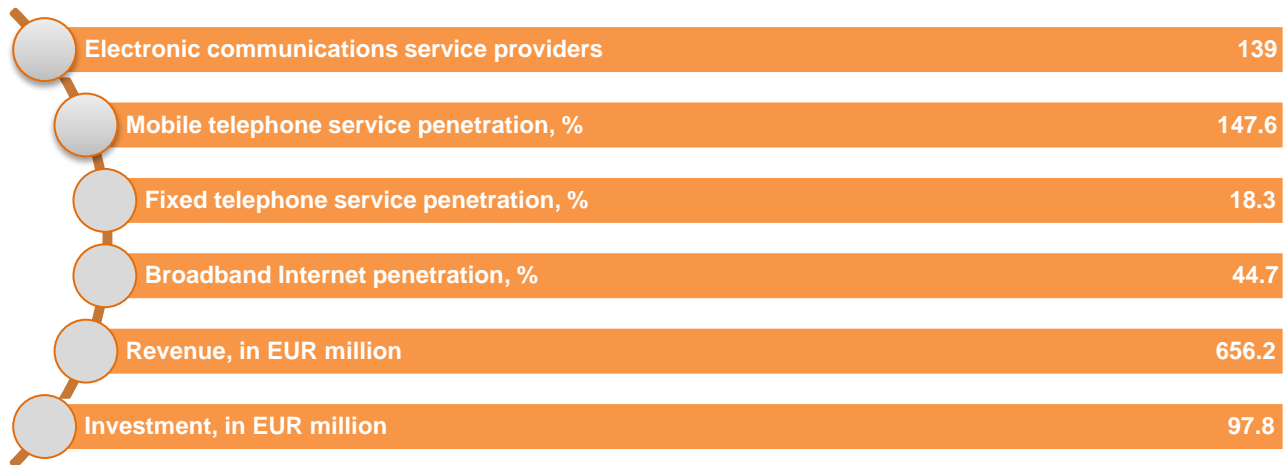 Electronic communications service providers 139
Mobile telephone service penetration, % 147.6
Fixed telephone service penetration, % 18.3
Broadband Internet penetration, % 44.7
Revenue, in EUR million 656.2
Investment, in EUR million 97.8